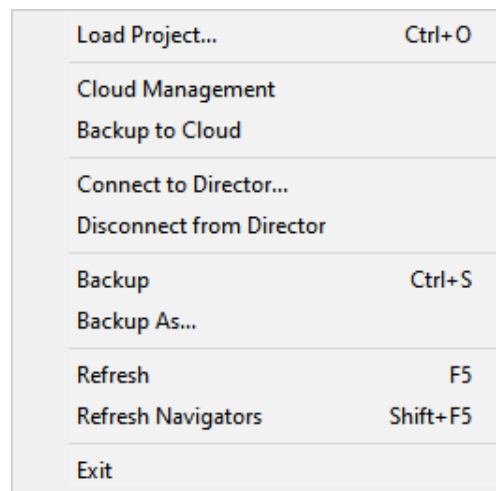 Load Project... Ctrl+O
Cloud Management
Backup to Cloud
Connect to Director...
Disconnect from Director
Backup Ctrl+S
Backup As...
Refresh F5
Refresh Navigators Shift+F5
Exit